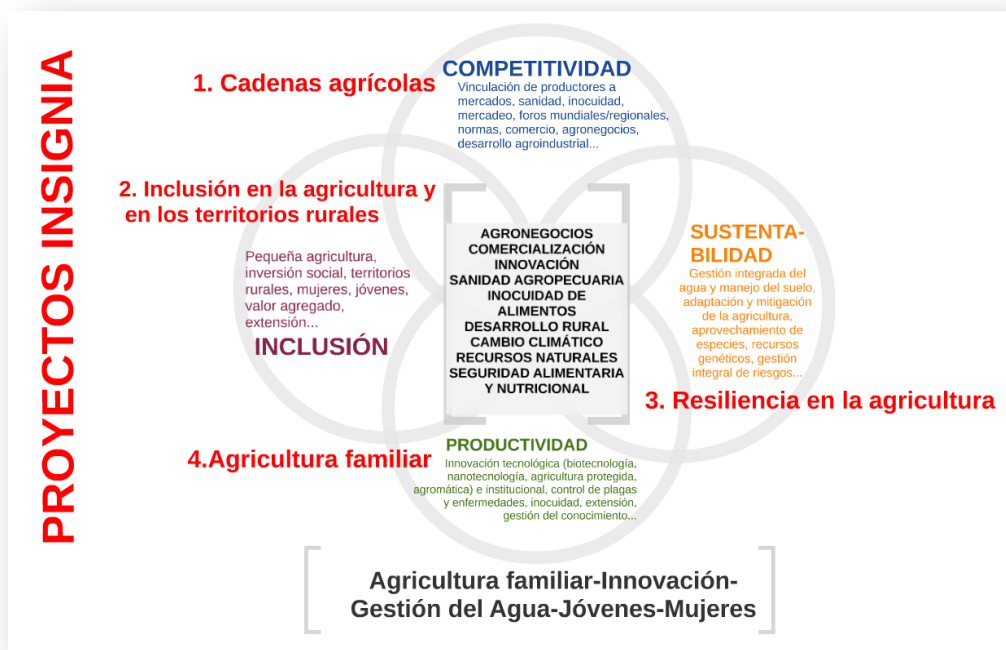 PROYECTOS INSIGNIA
1. Cadenas agrícolas
COMPETITIVIDAD
Vinculación de productores a
mercados, sanidad, inocuidad,
mercadeo, foros mundiales/regionales,
normas, comercio, agronegocios,
desarrollo agroindustrial...
2. Inclusión en la agricultura y
en los territorios rurales
Pequeña agricultura,
inversión social, territorios
rurales, mujeres, jóvenes,
valor agregado,
extensión...
INCLUSIÓN
AGRONEGOCIOS
COMERCIALIZACIÓN
INNOVACIÓN
SANIDAD AGROPECUARIA
INOCUIDAD DE
ALIMENTOS
DESARROLLO RURAL
CAMBIO CLIMÁTICO
RECURSOS NATURALES
SEGURIDAD ALIMENTARIA
Y NUTRICIONAL
SUSTENTA-
BILIDAD
Gestión integrada del
agua y manejo del suelo,
adaptación y mitigación
de la agricultura,
aprovechamiento de
especies, recursos
genéticos, gestión
integral de riesgos...
3. Resiliencia en la agricultura
4.Agricultura familiar
PRODUCTIVIDAD
Innovación tecnológica (biotecnología,
nanotecnología, agricultura protegida,
agromática) e institucional, control de plagas
y enfermedades, inocuidad, extensión,
gestión del conocimiento...
Agricultura familiar-Innovación-
Gestión del Agua-Jóvenes-Mujeres